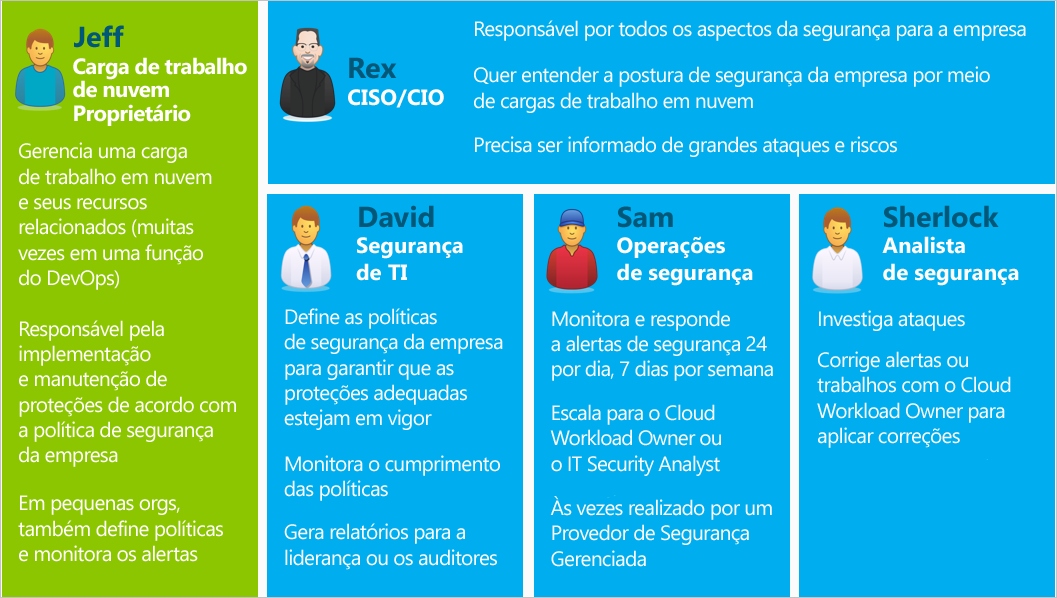 Jeff
Carga de trabalho
de nuvem
Proprietário
Gerencia uma carga
de trabalho em nuvem
e seus recursos
relacionados (muitas
vezes em uma função
do DevOps)
Responsável pela
implementação
e manutenção de
proteções de acordo com
a política de segurança
da empresa
Em pequenas orgs,
também define políticas
e monitora os alertas
Rex
CISO/CIO
Responsável por todos os aspectos da segurança para a empresa
Quer entender a postura de segurança da empresa por meio
de cargas de trabalho em nuvem
Precisa ser informado de grandes ataques e riscos
David
Segurança
de TI
Define as políticas
de segurança da empresa
para garantir que as
proteções adequadas
estejam em vigor
Monitora o cumprimento
das políticas
Gera relatórios para a
liderança ou os auditores
Sam
Operações
de segurança
Monitora e responde
a alertas de segurança 24
por dia, 7 dias por semana
Escala para o Cloud
Workload Owner ou
o IT Security Analyst
Às vezes realizado por um
Provedor de Segurança
Gerenciada
Sherlock
Analista
de segurança
Investiga ataques
Corrige alertas ou
trabalhos com o Cloud
Workload Owner para
aplicar correções